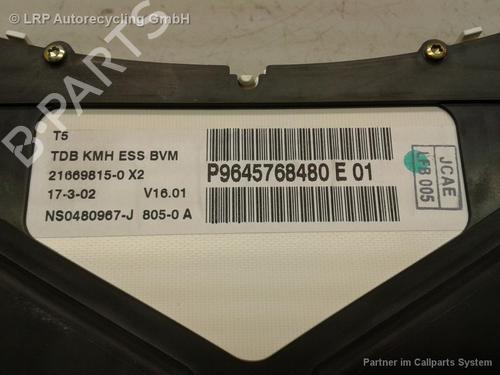 LRP Autorecycling GmbH
T5
TDB KMH ESS BVM
21669815-0 X2
17-3-02 V16.01
NS0480967-J 805-0 A
P9645768480 E 01
JCAE
LFB 005
B-PARTS
Partner im Callparts System